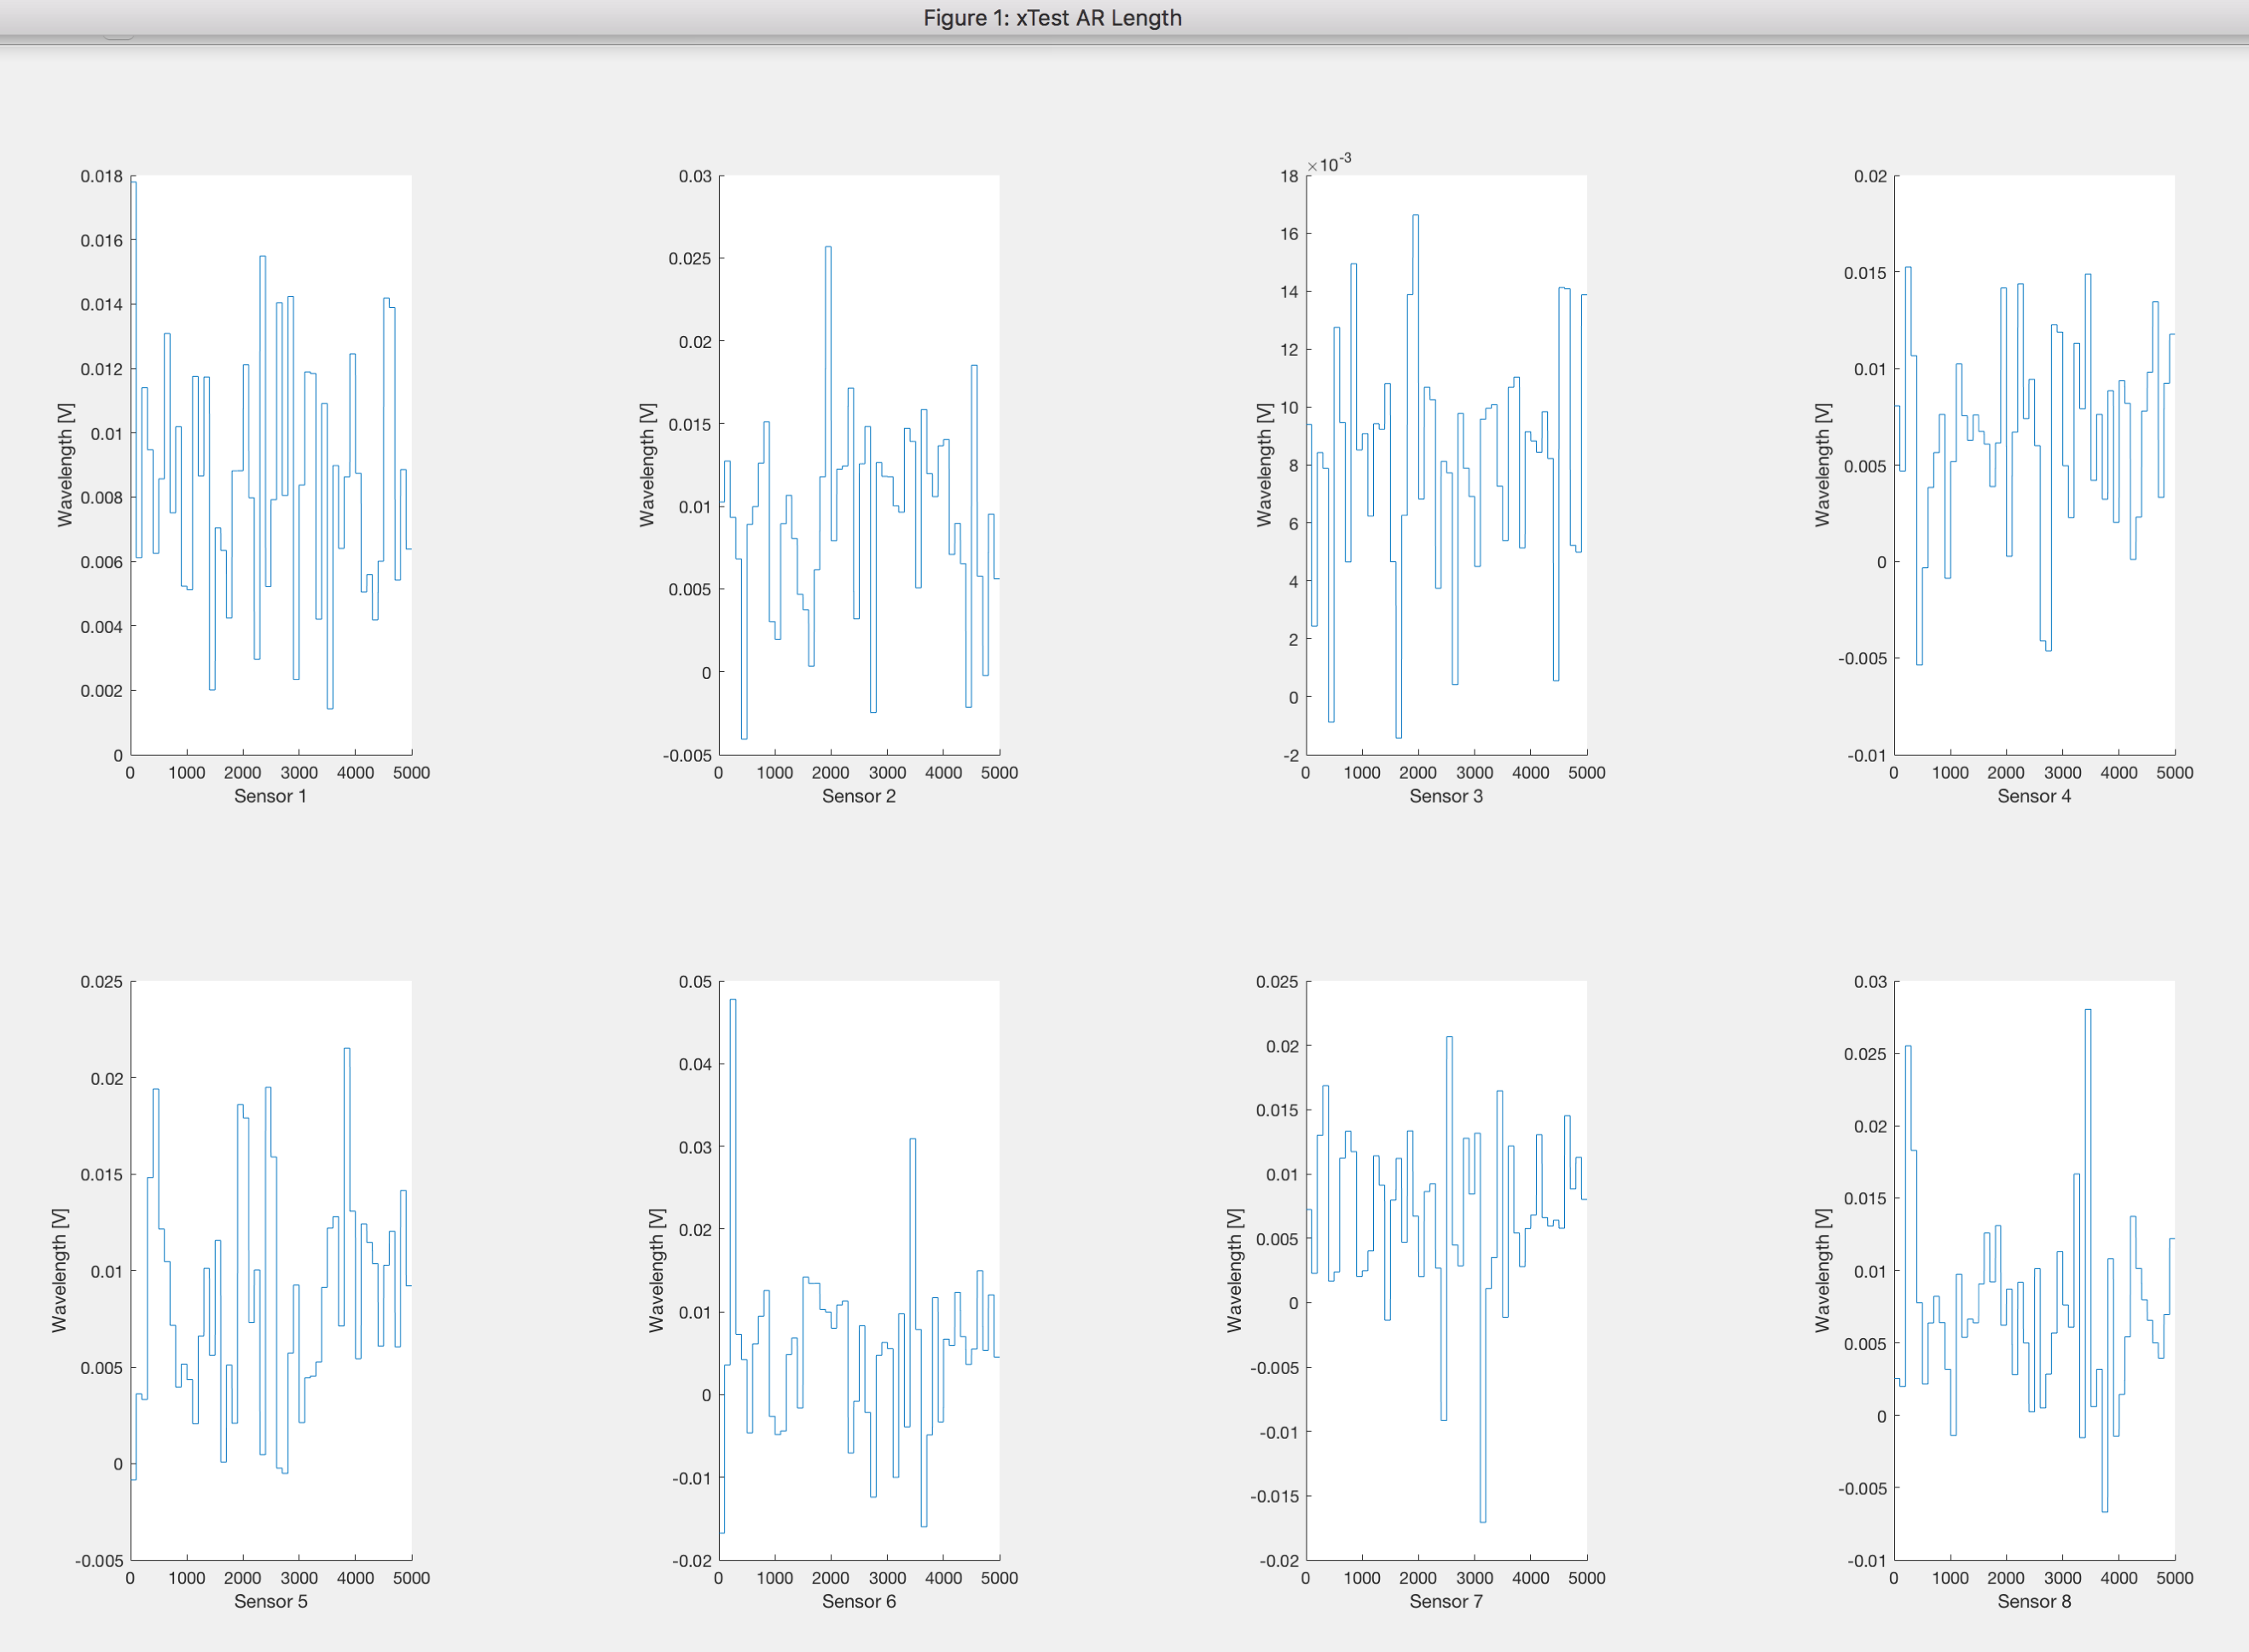 Figure 1: xTest AR Length
0.018
0.016
0.014
0.012
0.01
0.008
0.006
0.004
0.002
0
Wavelength [V]
0 1000 2000 3000 4000 5000
Sensor 1
0.03
0.025
0.02
0.015
0.01
0.005
0
-0.005
Wavelength [V]
0 1000 2000 3000 4000 5000
Sensor 2
×10-3
18
16
14
12
10
8
6
4
2
0
-2
Wavelength [V]
0 1000 2000 3000 4000 5000
Sensor 3
0.02
0.015
0.01
0.005
0
-0.005
-0.01
Wavelength [V]
0 1000 2000 3000 4000 5000
Sensor 4
0.025
0.02
0.015
0.01
0.005
0
-0.005
Wavelength [V]
0 1000 2000 3000 4000 5000
Sensor 5
0.05
0.04
0.03
0.02
0.01
0
-0.01
-0.02
Wavelength [V]
0 1000 2000 3000 4000 5000
Sensor 6
0.025
0.02
0.015
0.01
0.005
0
-0.005
-0.01
-0.015
-0.02
Wavelength [V]
0 1000 2000 3000 4000 5000
Sensor 7
0.03
0.025
0.02
0.015
0.01
0.005
0
-0.005
-0.01
Wavelength [V]
0 1000 2000 3000 4000 5000
Sensor 8